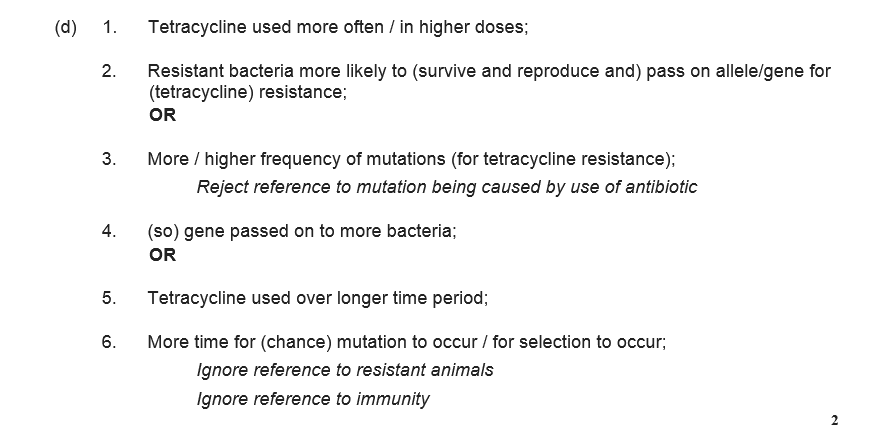 (d) 1. Tetracycline used more often / in higher doses;
2. Resistant bacteria more likely to (survive and reproduce and) pass on allele/gene for
(tetracycline) resistance;
OR
3. More / higher frequency of mutations (for tetracycline resistance);
Reject reference to mutation being caused by use of antibiotic
4. (so) gene passed on to more bacteria;
OR
5. Tetracycline used over longer time period;
6. More time for (chance) mutation to occur / for selection to occur;
Ignore reference to resistant animals
Ignore reference to immunity
2